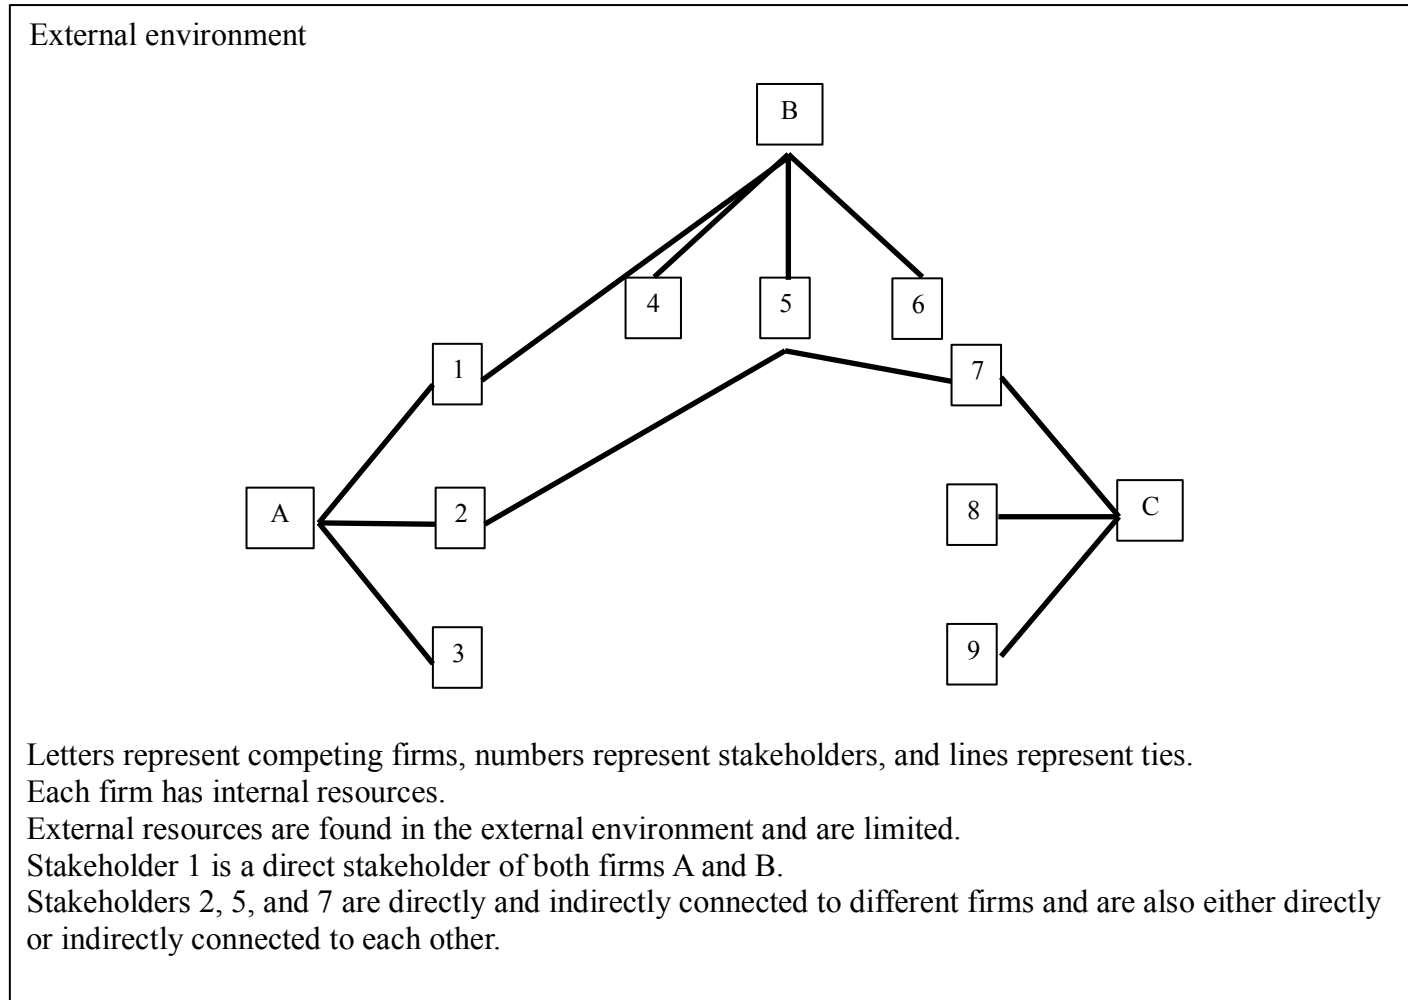 External environment
B
4
5
6
1
7
A
2
8
C
3
9
Letters represent competing firms, numbers represent stakeholders, and lines represent ties.
Each firm has internal resources.
External resources are found in the external environment and are limited.
Stakeholder 1 is a direct stakeholder of both firms A and B.
Stakeholders 2, 5, and 7 are directly and indirectly connected to different firms and are also either directly
or indirectly connected to each other.